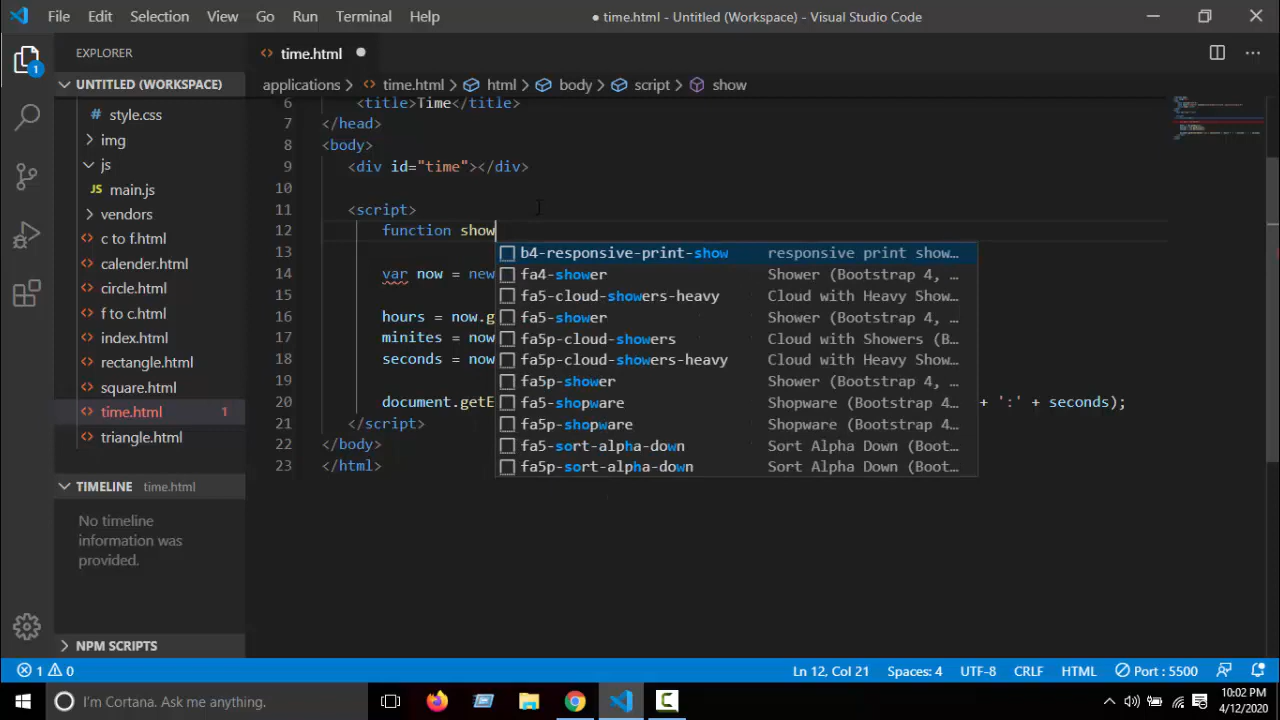 File Edit Selection View Go Run Terminal Help ● time.html - Untitled (Workspace) - Visual Studio Code
EXPLORER
time.html
UNTITLED (WORKSPACE)
applications > time.html > html > body > script > show
style.css
img
js
main.js
vendors
c to f.html
calender.html
circle.html
f to c.html
index.html
rectangle.html
square.html
time.html 1
triangle.html
TIMELINE time.html
No timeline
information was
provided.
NPM SCRIPTS
1
6 <title>Time</title>
7 </head>
8 <body>
9 <div id="time"></div>
10
11 <script>
12 function show
13
14 var now = new
15
16 hours = now.g
17 minites = now
18 seconds = now
19
20 document.getE + ':' + seconds);
21 </script>
22 </body>
23 </html>
b4-responsive-print-show responsive print show…
fa4-shower Shower (Bootstrap 4, …
fa5-cloud-showers-heavy Cloud with Heavy Show…
fa5-shower Shower (Bootstrap 4, …
fa5p-cloud-showers Cloud with Showers (B…
fa5p-cloud-showers-heavy Cloud with Heavy Show…
fa5p-shower Shower (Bootstrap 4, …
fa5-shopware Shopware (Bootstrap 4…
fa5p-shopware Shopware (Bootstrap 4…
fa5-sort-alpha-down Sort Alpha Down (Boot…
fa5p-sort-alpha-down Sort Alpha Down (Boot…
1 0 Ln 12, Col 21 Spaces: 4 UTF-8 CRLF HTML Port : 5500
I'm Cortana. Ask me anything.
10:02 PM
4/12/2020